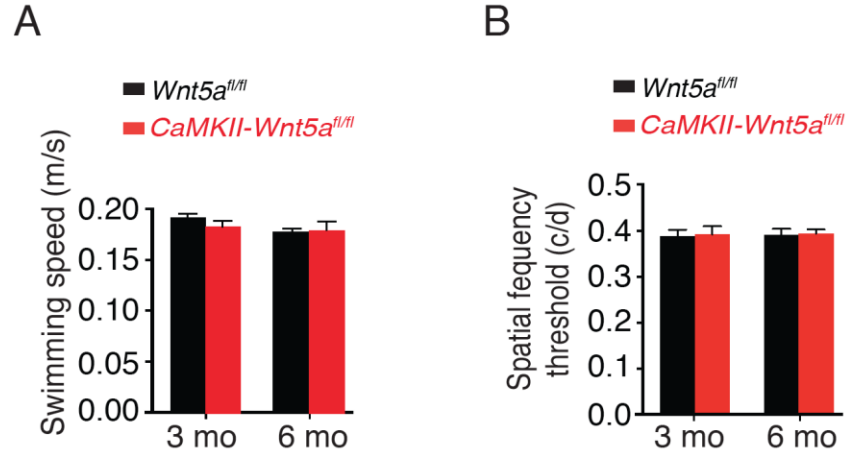 A
Wnt5afl/fl
CaMKII-Wnt5afl/fl
Swimming speed (m/s)
0.20
0.15
0.10
0.05
0.00
3 mo
6 mo
B
Wnt5afl/fl
CaMKII-Wnt5afl/fl
Spatial fequency
threshold (c/d)
0.5
0.4
0.3
0.2
0.1
0.0
3 mo
6 mo